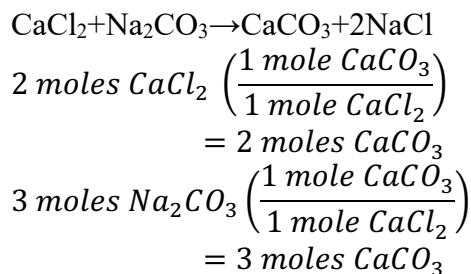 CaCl₂+Na₂CO₃→CaCO₃+2NaCl
2 moles CaCl₂ (1 mole CaCO₃ / 1 mole CaCl₂)
= 2 moles CaCO₃
3 moles Na₂CO₃ (1 mole CaCO₃ / 1 mole CaCl₂)
= 3 moles CaCO₃